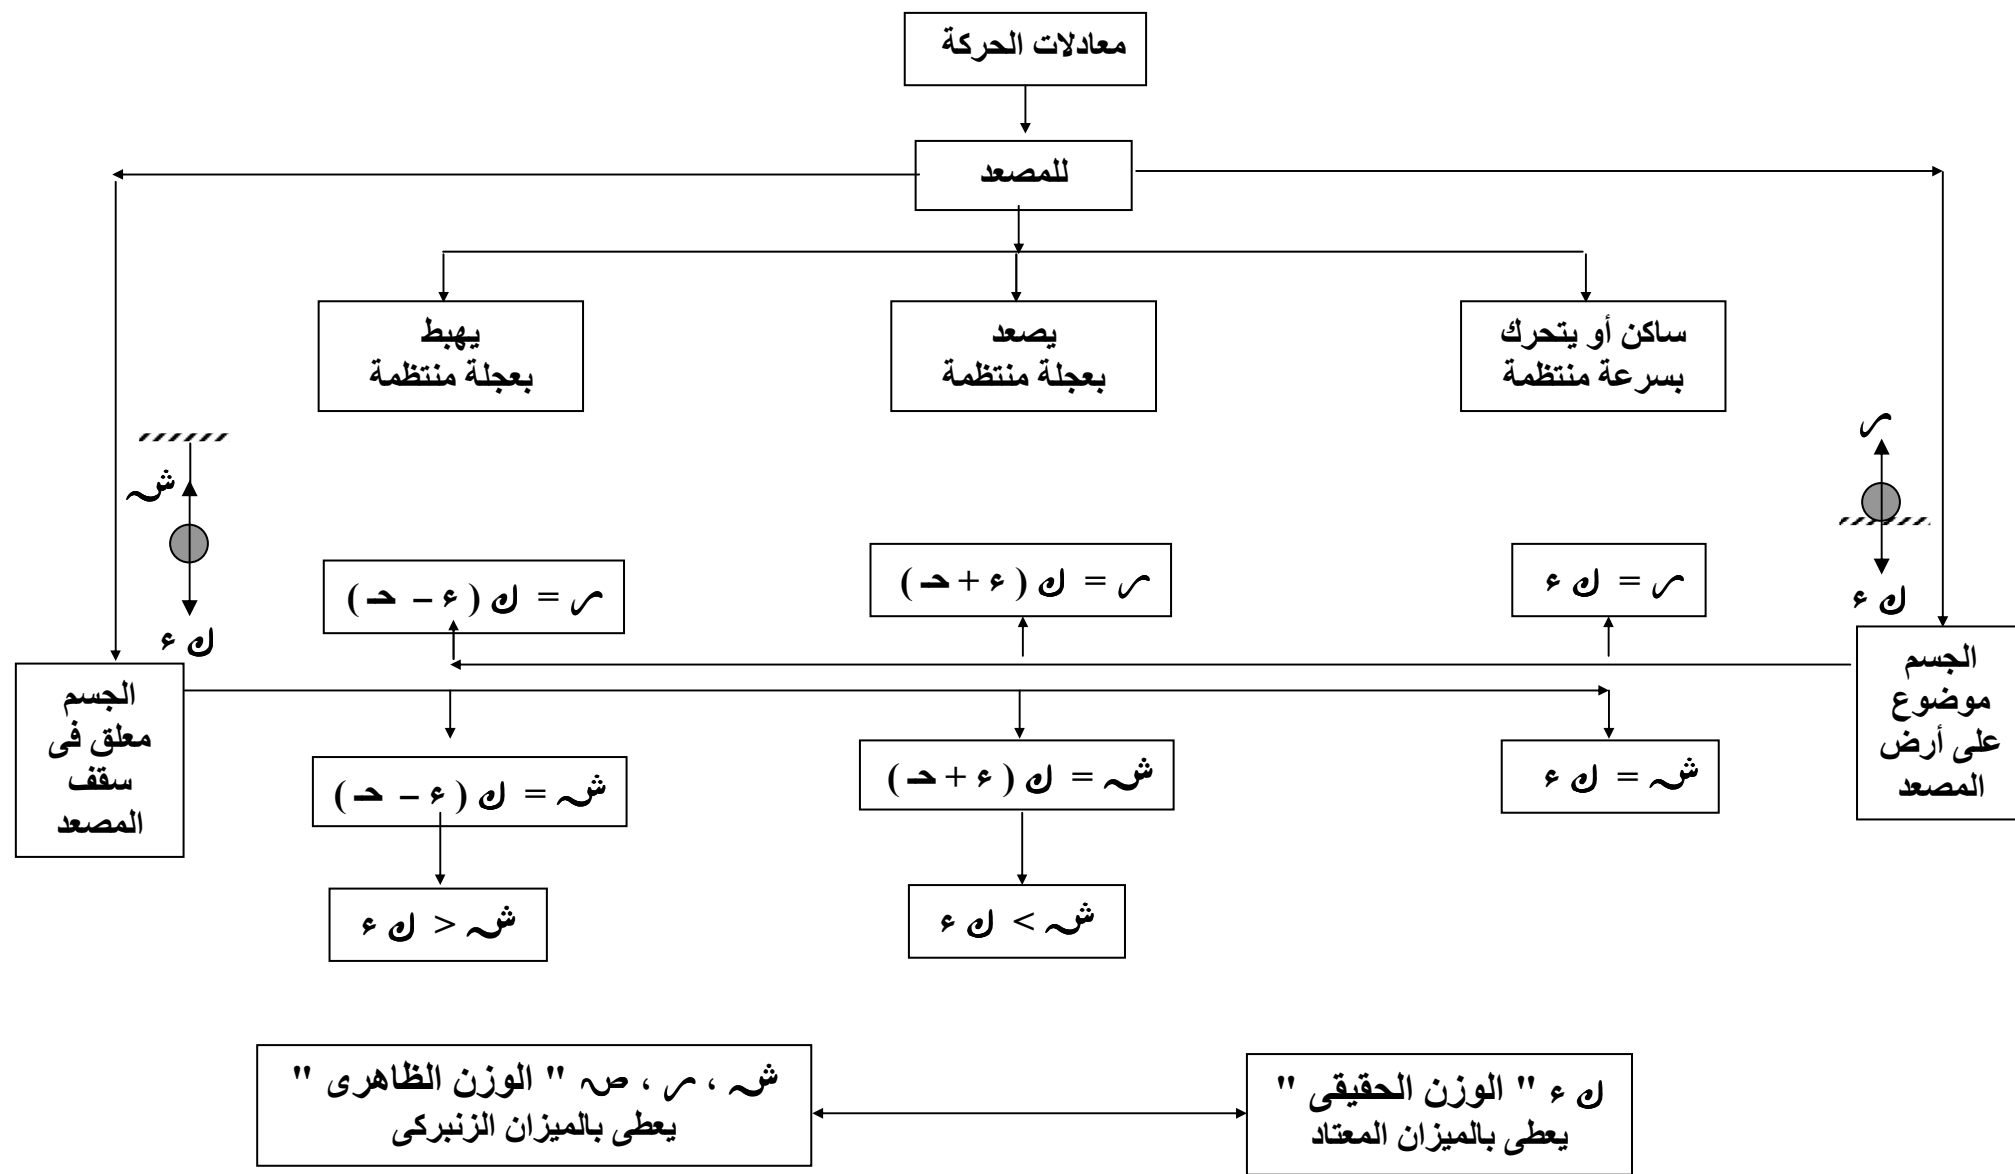 معادلات الحركة
للمصعد
ساكن أو يتحرك
بسرعة منتظمة
يصعد
بعجلة منتظمة
يهبط
بعجلة منتظمة
ر
ك ء
شـ
ك ء
ر = ك ء
ر = ك ( ء + حـ )
ر = ك ( ء – حـ )
الجسم
موضوع
على أرض
المصعد
الجسم
معلق فى
سقف
المصعد
شـ = ك ء
شـ = ك ( ء + حـ )
شـ = ك ( ء – حـ )
شـ > ك ء
شـ < ك ء
ك ء " الوزن الحقيقى "
يعطى بالميزان المعتاد
شـ ، ر ، صـ " الوزن الظاهرى "
يعطى بالميزان الزنبركى